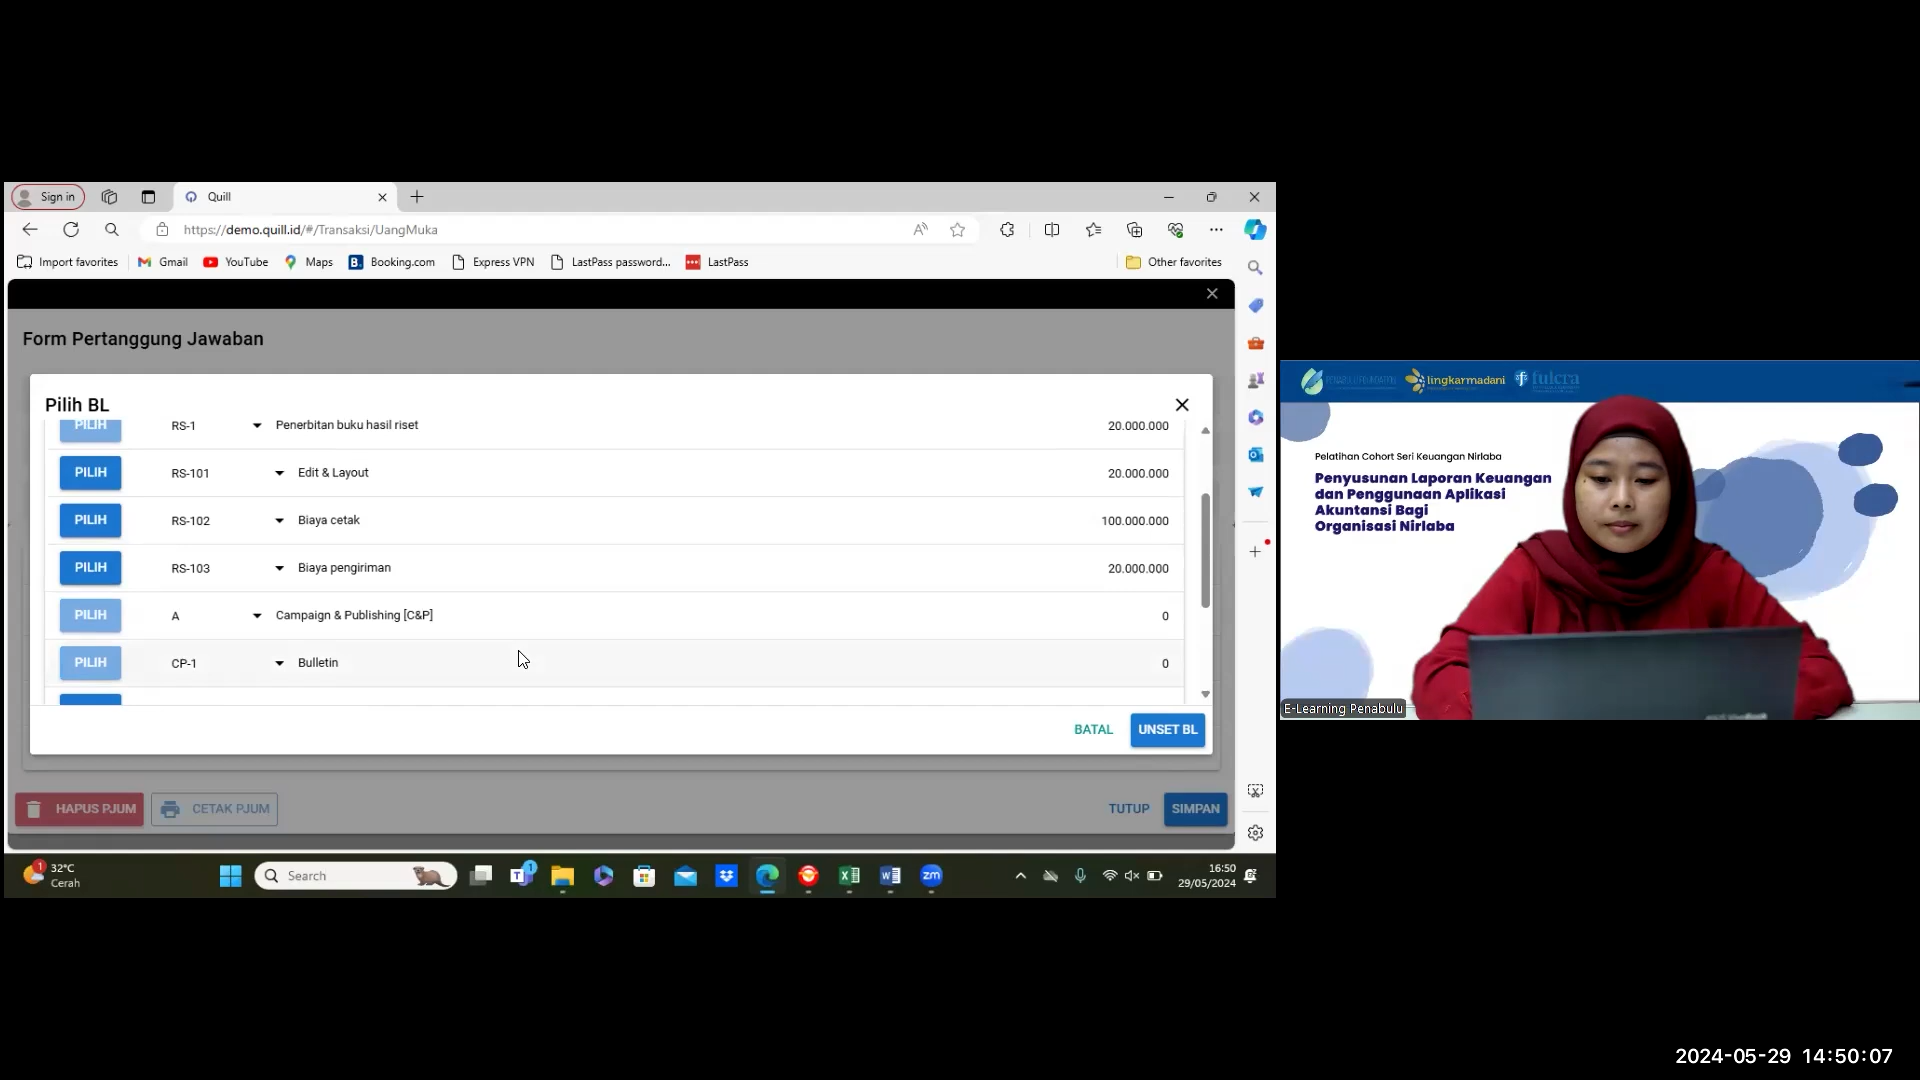 Sign in
Quill
https://demo.quill.id/#/Transaksi/UangMuka
Import favorites
Gmail
YouTube
Maps
B. Booking.com
Express VPN
LastPass password...
LastPass
Other favorites
Form Pertanggung Jawaban
Pilih BL
PILIH RS-1 Penerbitan buku hasil riset 20.000.000
PILIH RS-101 Edit & Layout 20.000.000
PILIH RS-102 Biaya cetak 100.000.000
PILIH RS-103 Biaya pengiriman 20.000.000
PILIH A Campaign & Publishing [C&P] 0
PILIH CP-1 Bulletin 0
BATAL UNSET BL
HAPUS PJUM CETAK PJUM TUTUP SIMPAN
1 32°C
Cerah
Search
1
zm
16:50
29/05/2024
PENABULU FOUNDATION lingkarmadani fulcra
Pelatihan Cohort Seri Keuangan Nirlaba
Penyusunan Laporan Keuangan
dan Penggunaan Aplikasi
Akuntansi Bagi
Organisasi Nirlaba
E-Learning Penabulu
2024-05-29 14:50:07